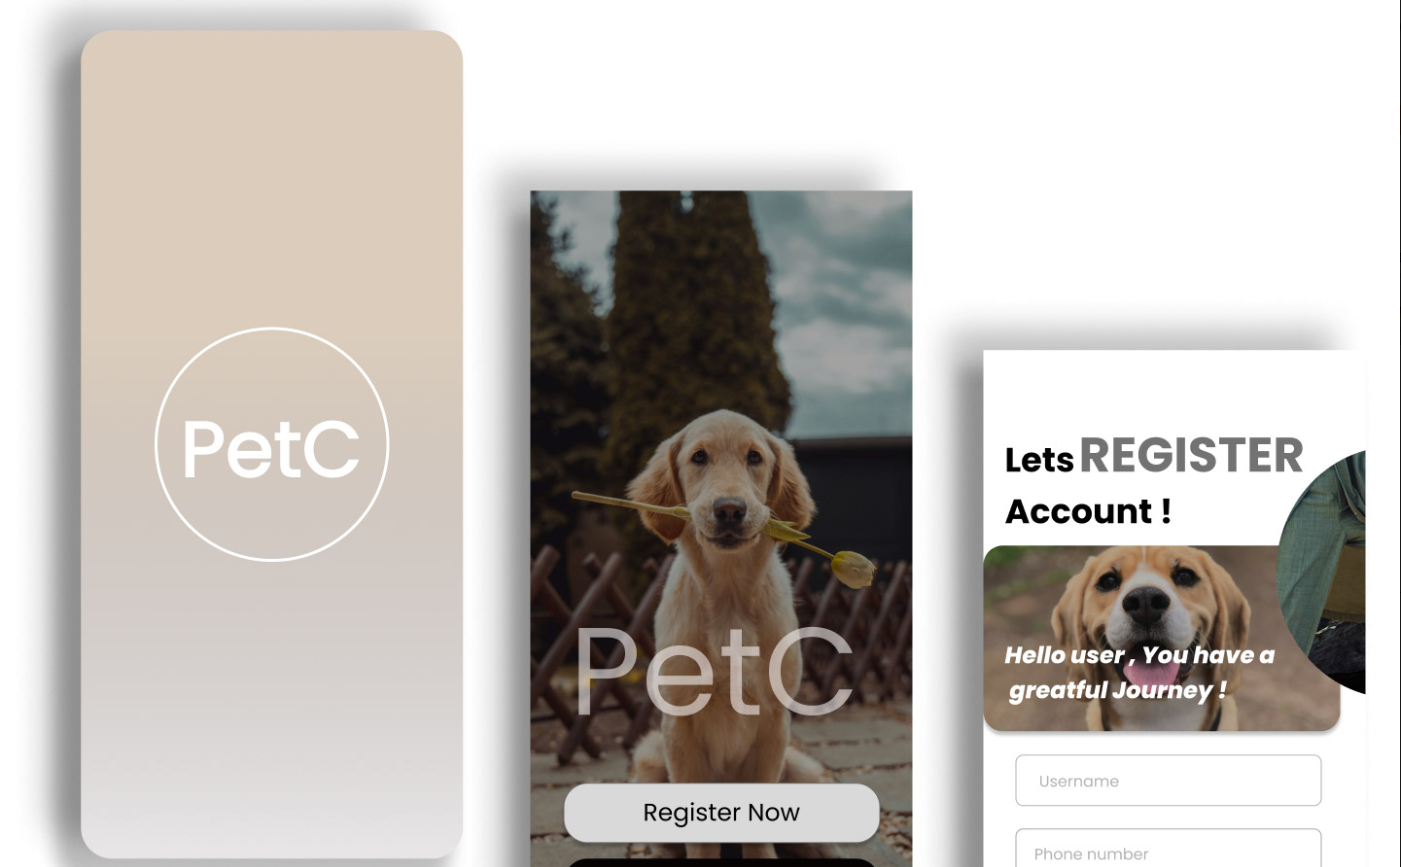 PetC
PetC
Register Now
Lets REGISTER
Account !
Hello user , You have a
greatful Journey !
Username
Phone number